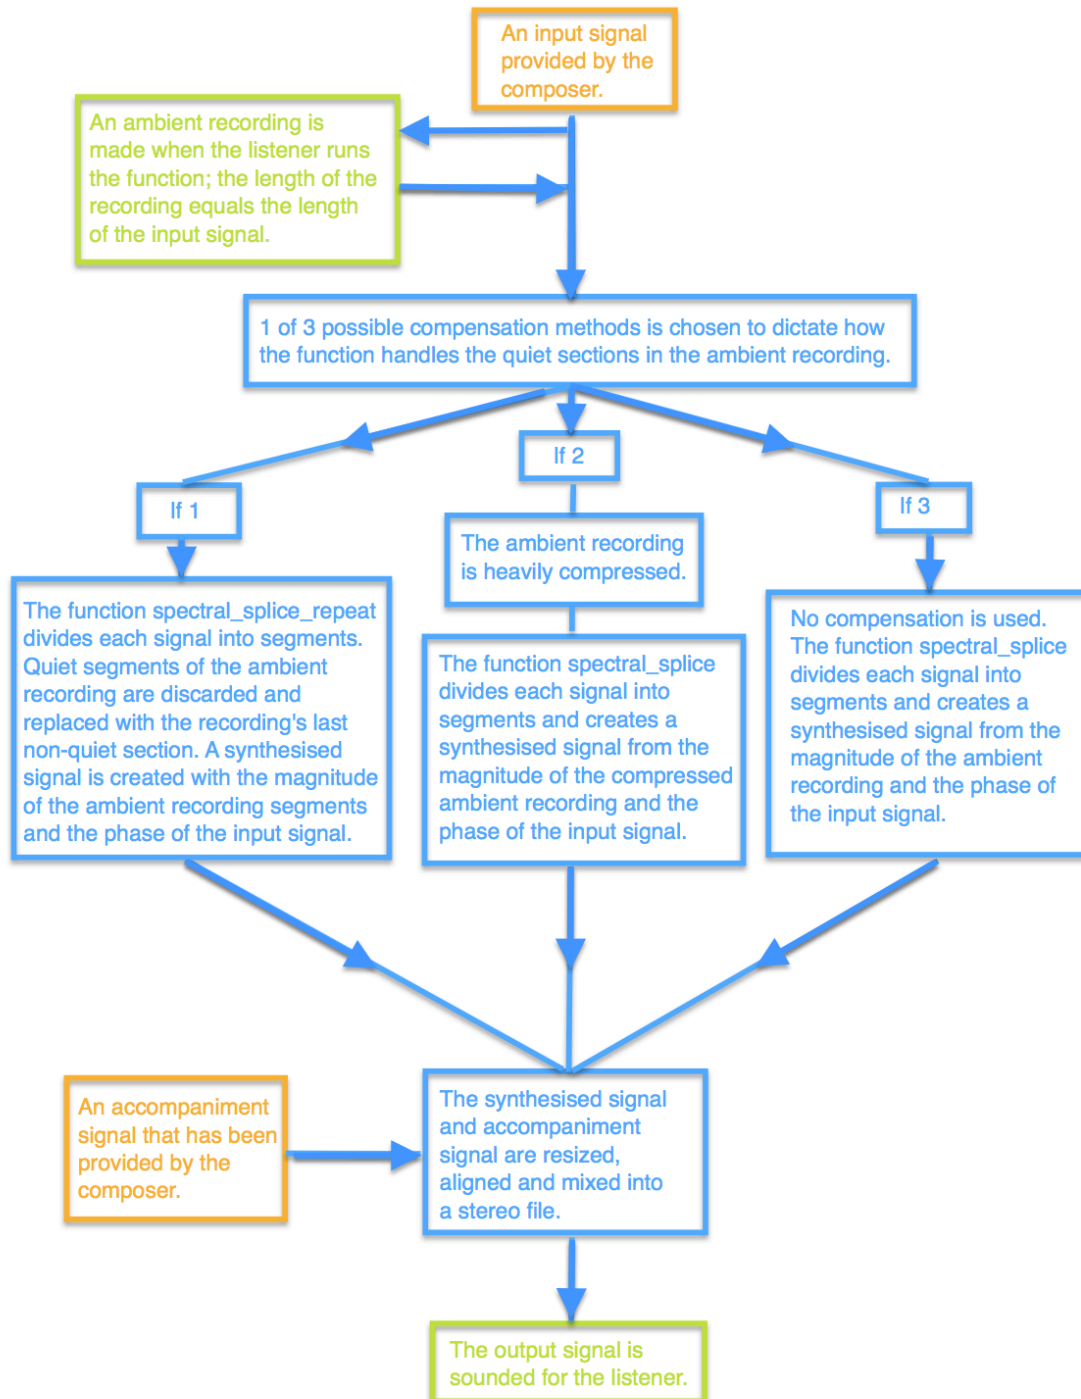 An input signal
provided by the
composer.
An ambient recording is
made when the listener runs
the function; the length of the
recording equals the length
of the input signal.
1 of 3 possible compensation methods is chosen to dictate how
the function handles the quiet sections in the ambient recording.
If 1
If 2
If 3
The function spectral_splice_repeat
divides each signal into segments.
Quiet segments of the ambient
recording are discarded and
replaced with the recording's last
non-quiet section. A synthesised
signal is created with the magnitude
of the ambient recording segments
and the phase of the input signal.
The ambient recording
is heavily compressed.
The function spectral_splice
divides each signal into
segments and creates a
synthesised signal from the
magnitude of the compressed
ambient recording and the
phase of the input signal.
No compensation is used.
The function spectral_splice
divides each signal into
segments and creates a
synthesised signal from the
magnitude of the ambient
recording and the phase of
the input signal.
An accompaniment
signal that has been
provided by the
composer.
The synthesised signal
and accompaniment
signal are resized,
aligned and mixed into
a stereo file.
The output signal is
sounded for the listener.